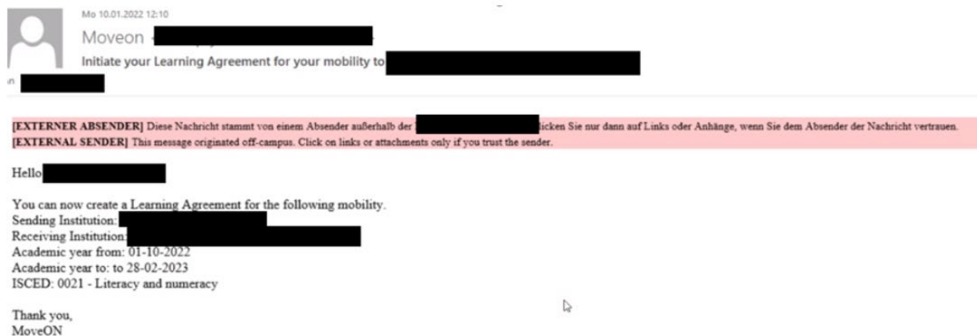 Mo 10.01.2022 12:10
Moveon
Initiate your Learning Agreement for your mobility to
[EXTERNER ABSENDER] Diese Nachricht stammt von einem Absender außerhalb der licken Sie nur dann auf Links oder Anhänge, wenn Sie dem Absender der Nachricht vertrauen.
[EXTERNAL SENDER] This message originated off-campus. Click on links or attachments only if you trust the sender.
Hello
You can now create a Learning Agreement for the following mobility.
Sending Institution:
Receiving Institution:
Academic year from: 01-10-2022
Academic year to: to 28-02-2023
ISCED: 0021 - Literacy and numeracy
Thank you,
MoveON